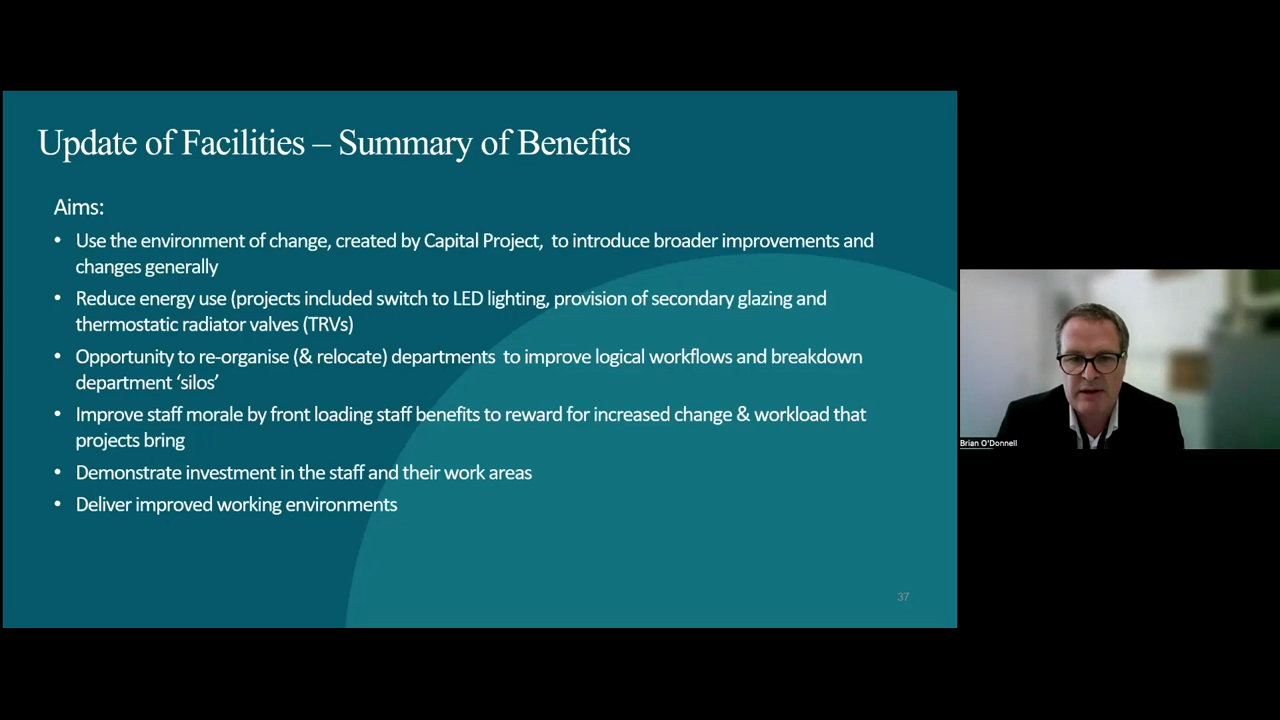 Update of Facilities – Summary of Benefits
Aims:
• Use the environment of change, created by Capital Project,  to introduce broader improvements and
changes generally
• Reduce energy use (projects included switch to LED lighting, provision of secondary glazing and
thermostatic radiator valves (TRVs)
• Opportunity to re-organise (& relocate) departments  to improve logical workflows and breakdown
department ‘silos’
• Improve staff morale by front loading staff benefits to reward for increased change & workload that
projects bring
• Demonstrate investment in the staff and their work areas
• Deliver improved working environments
37
Brian O'Donnell